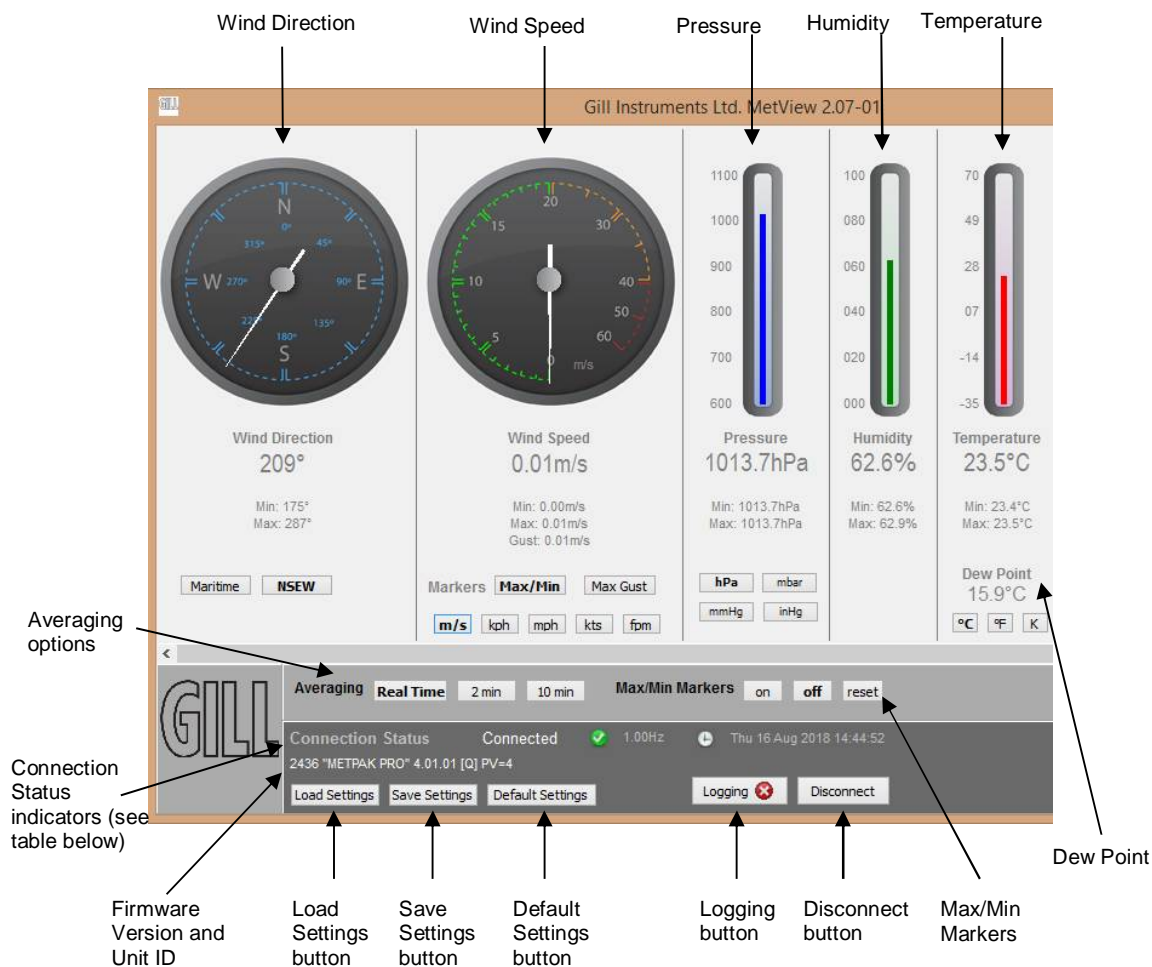 Wind Direction
Wind Speed
Pressure
Humidity
Temperature
GILL
Gill Instruments Ltd. MetView 2.07-01
N
0°
315°
45°
W
270°
90°
E
225°
135°
180°
S
20
15
30
10
40
5
50
60
0
m/s
1100
1000
900
800
700
600
100
080
060
040
020
000
70
49
28
07
-14
-35
Wind Direction
209°
Min: 175°
Max: 287°
Maritime
NSEW
Wind Speed
0.01m/s
Min: 0.00m/s
Max: 0.01m/s
Gust: 0.01m/s
Markers Max/Min Max Gust
m/s kph mph kts fpm
Pressure
1013.7hPa
Min: 1013.7hPa
Max: 1013.7hPa
hPa mbar
mmHg inHg
Humidity
62.6%
Min: 62.6%
Max: 62.9%
Temperature
23.5°C
Min: 23.4°C
Max: 23.5°C
Dew Point
15.9°C
°C °F K
<
GILL
Averaging Real Time 2 min 10 min Max/Min Markers on off reset
Connection Status Connected 1.00Hz Thu 16 Aug 2018 14:44:52
2436 "METPAK PRO" 4.01.01 [Q] PV=4
Load Settings Save Settings Default Settings Logging Disconnect
Averaging
options
Connection
Status
indicators (see
table below)
Firmware
Version and
Unit ID
Load
Settings
button
Save
Settings
button
Default
Settings
button
Logging
button
Disconnect
button
Max/Min
Markers
Dew Point